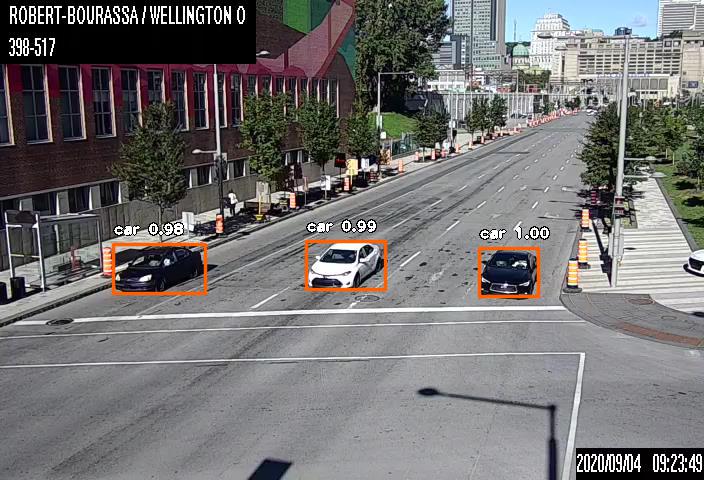 ROBERT-BOURASSA / WELLINGTON O
398-517
car 0.98
car 0.99
car 1.00
2020/09/04 09:23:49